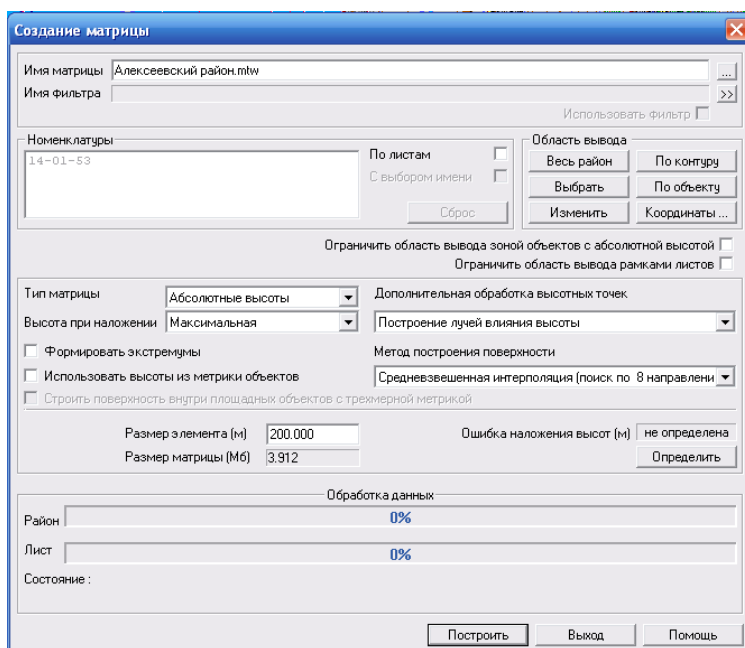 Создание матрицы
Имя матрицы Алексеевский район.mtw ...
Имя фильтра >>
Использовать фильтр
Номенклатуры
14-01-53
По листам
С выбором имени
Сброс
Область вывода
Весь район По контуру
Выбрать По объекту
Изменить Координаты ...
Ограничить область вывода зоной объектов с абсолютной высотой
Ограничить область вывода рамками листов
Тип матрицы Абсолютные высоты
Дополнительная обработка высотных точек
Высота при наложении Максимальная
Построение лучей влияния высоты
Формировать экстремумы
Метод построения поверхности
Использовать высоты из метрики объектов
Средневзвешенная интерполяция (поиск по 8 направлени
Строить поверхность внутри площадных объектов с трехмерной метрикой
Размер элемента (м) 200.000
Ошибка наложения высот (м) не определена
Размер матрицы (Мб) 3.912
Определить
Обработка данных
Район 0%
Лист 0%
Состояние :
Построить Выход Помощь